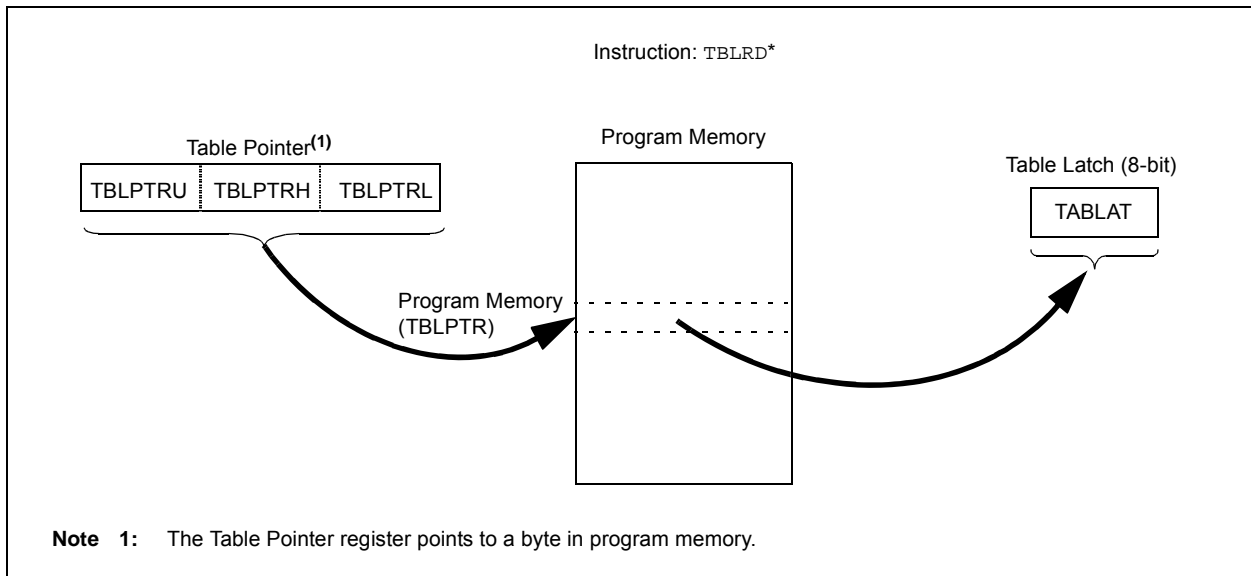 Instruction: TBLRD*
Table Pointer(1)
Program Memory
Table Latch (8-bit)
TBLPTRU TBLPTRH TBLPTRL
TABLAT
Program Memory
(TBLPTR)
Note 1: The Table Pointer register points to a byte in program memory.